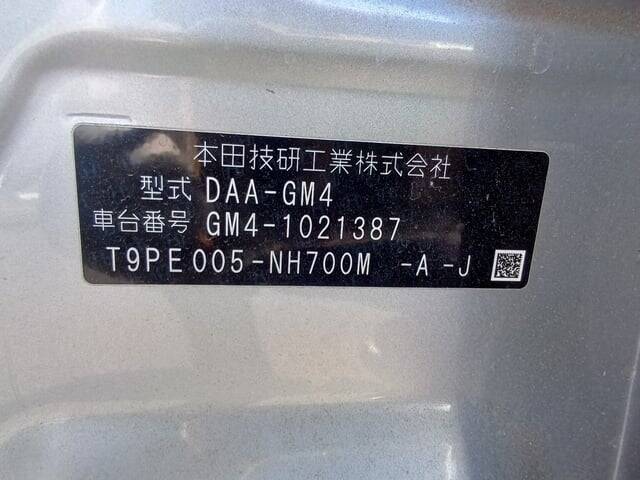 本田技研工業株式会社
型式 DAA-GM4
車台番号 GM4-1021387
T9PE005-NH700M -A -J